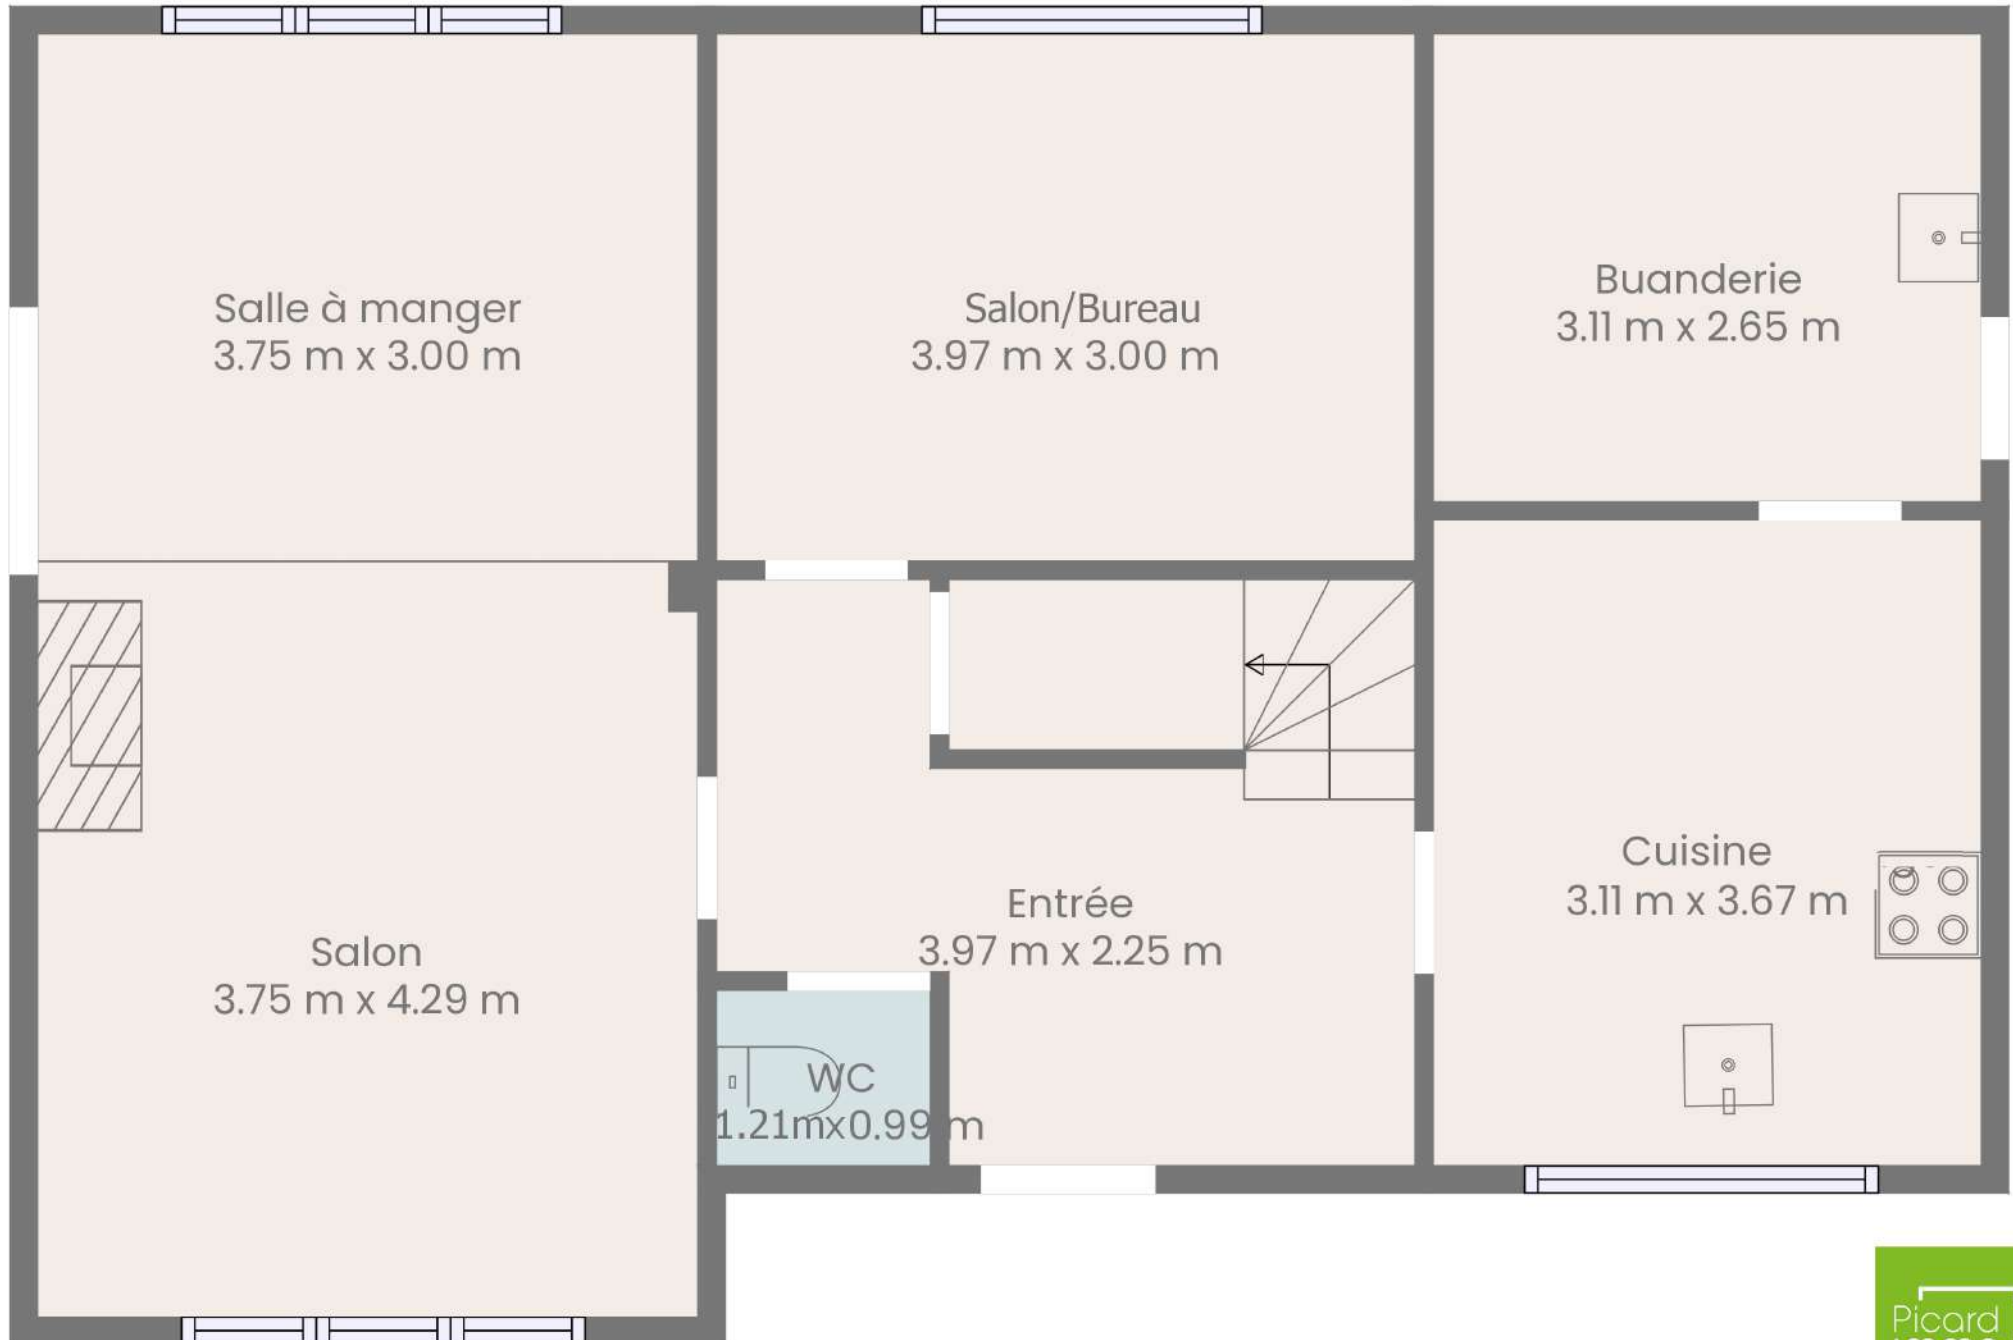 Salle à manger
3.75 m x 3.00 m
Salon/Bureau
3.97 m x 3.00 m
Buanderie
3.11 m x 2.65 m
Cuisine
3.11 m x 3.67 m
Entrée
3.97 m x 2.25 m
Salon
3.75 m x 4.29 m
WC
1.21mx0.99 m
Picard